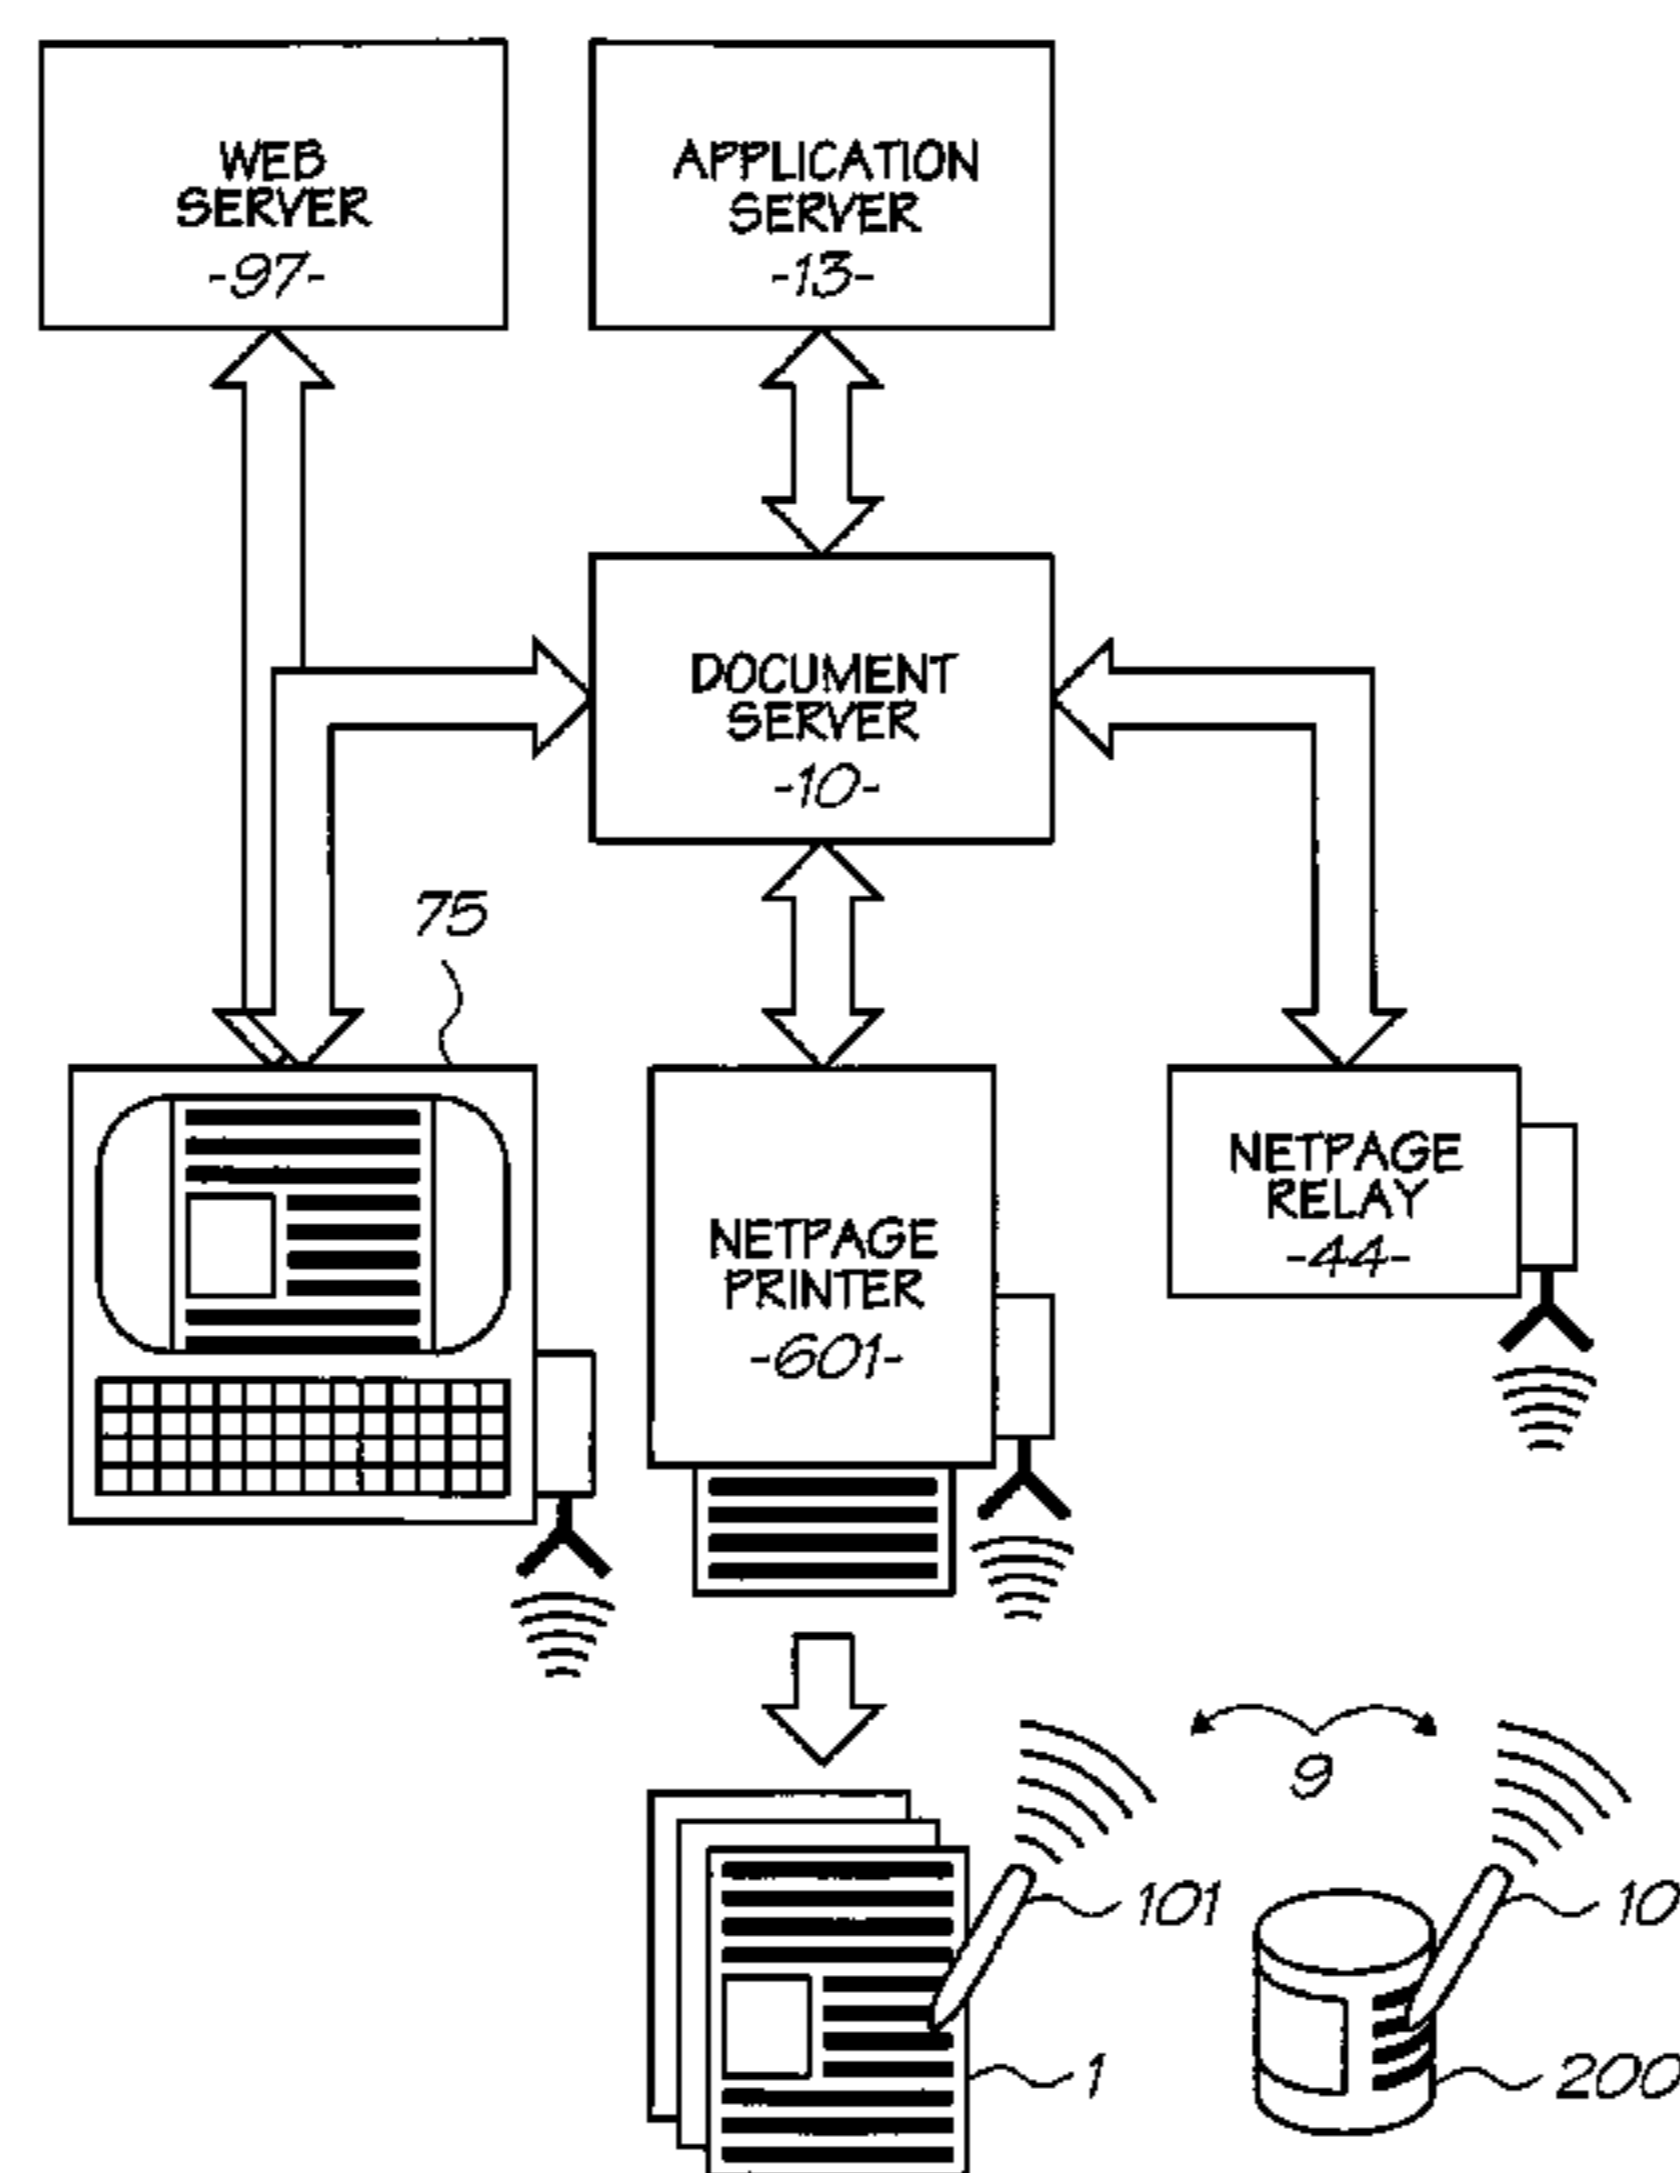 WEB
SERVER
-97-
APPLICATION
SERVER
-13-
DOCUMENT
SERVER
-10-
75
NETPAGE
PRINTER
-601-
NETPAGE
RELAY
-44-
9
101
10
1
200